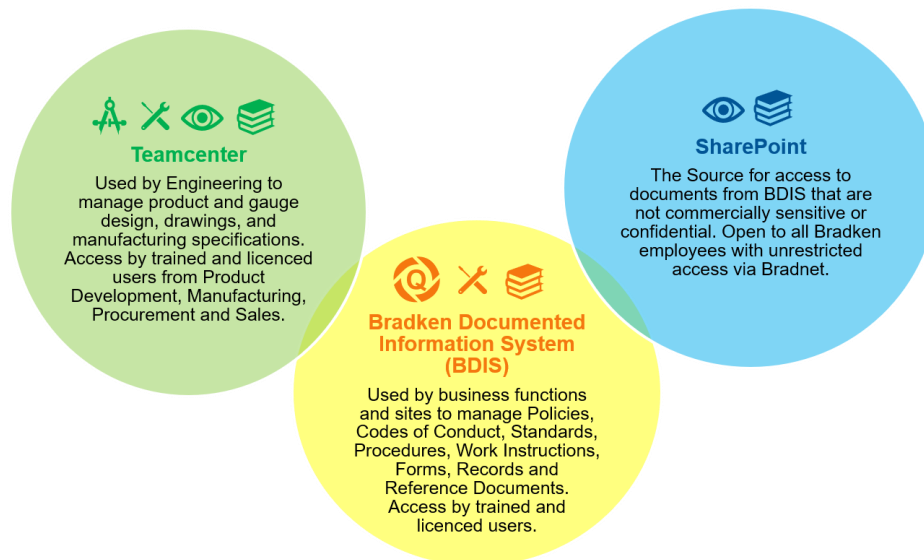 Teamcenter
Used by Engineering to
manage product and gauge
design, drawings, and
manufacturing specifications.
Access by trained and licenced
users from Product
Development, Manufacturing,
Procurement and Sales.
SharePoint
The Source for access to
documents from BDIS that are
not commercially sensitive or
confidential. Open to all Bradken
employees with unrestricted
access via Bradnet.
Q
Bradken Documented
Information System
(BDIS)
Used by business functions
and sites to manage Policies,
Codes of Conduct, Standards,
Procedures, Work Instructions,
Forms, Records and
Reference Documents.
Access by trained and
licenced users.